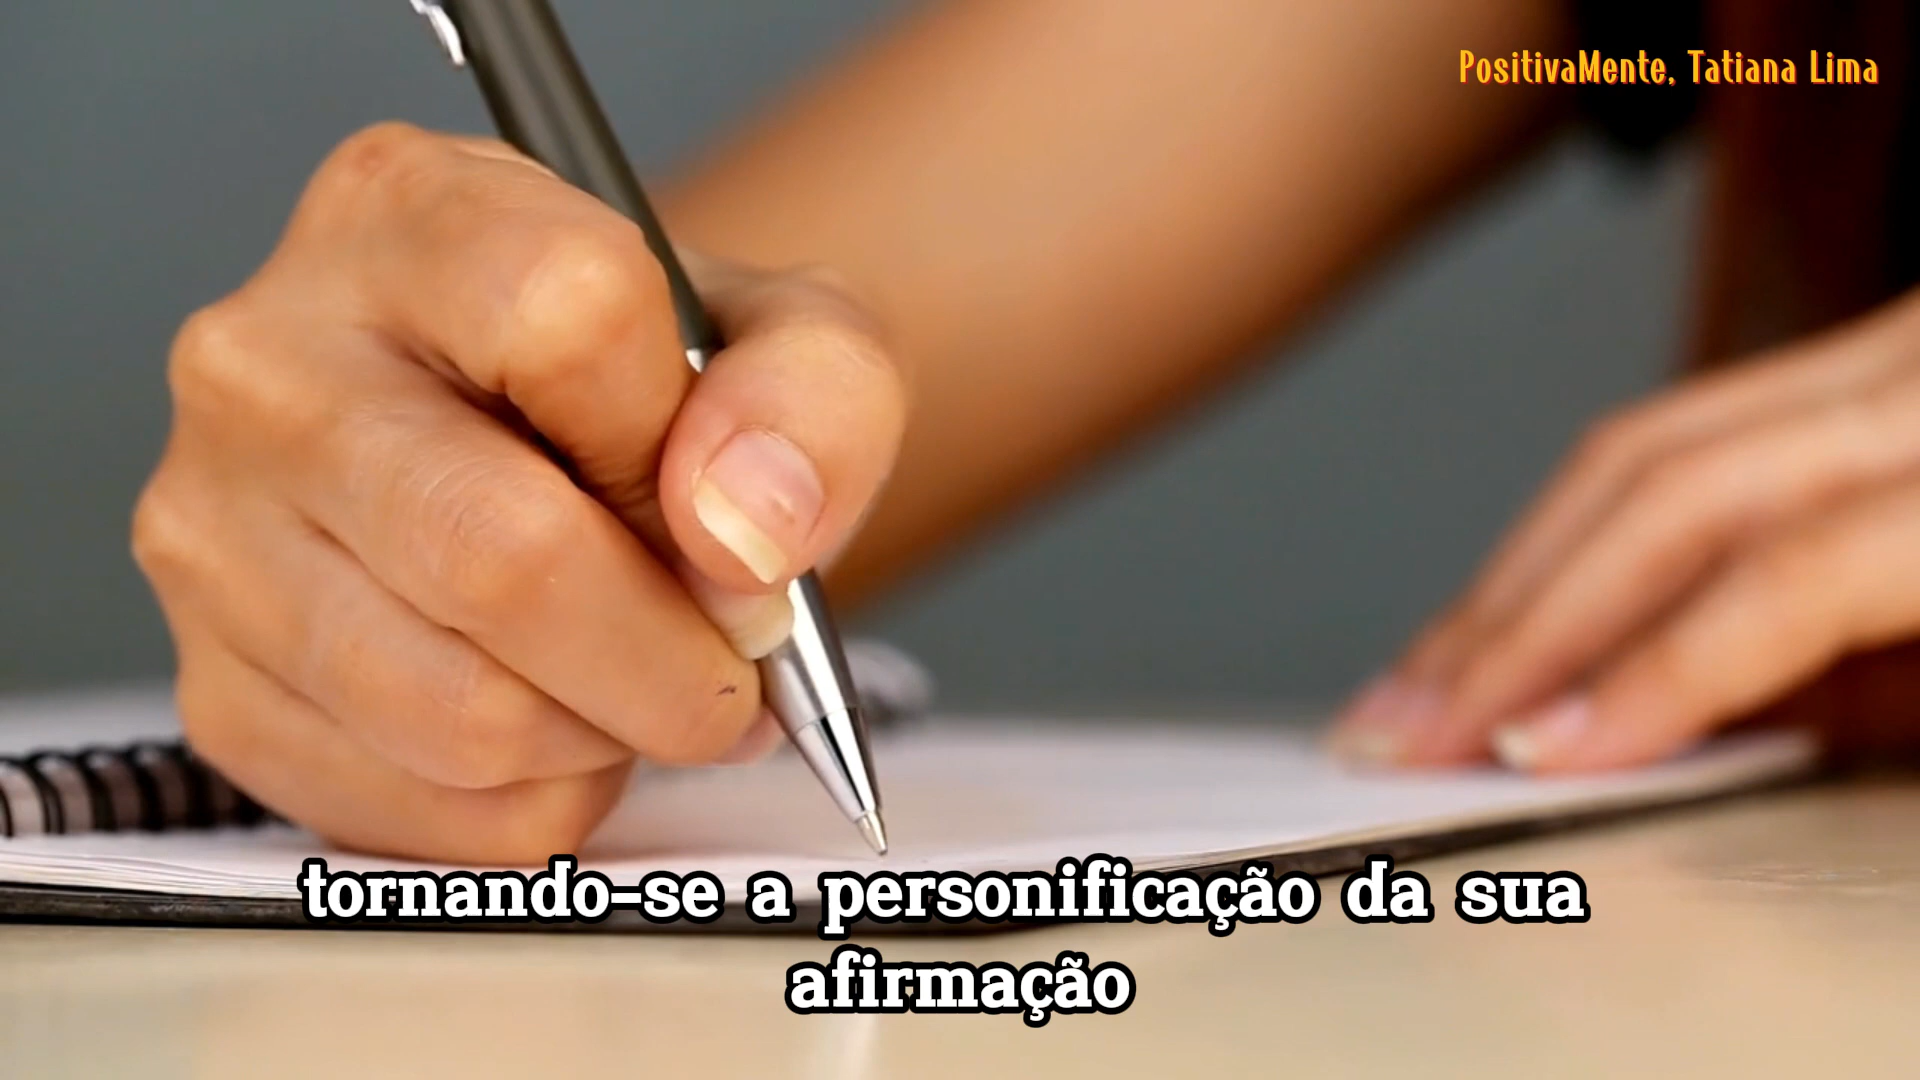 PositivaMente, Tatiana Lima
tornando-se a personificação da sua
afirmação